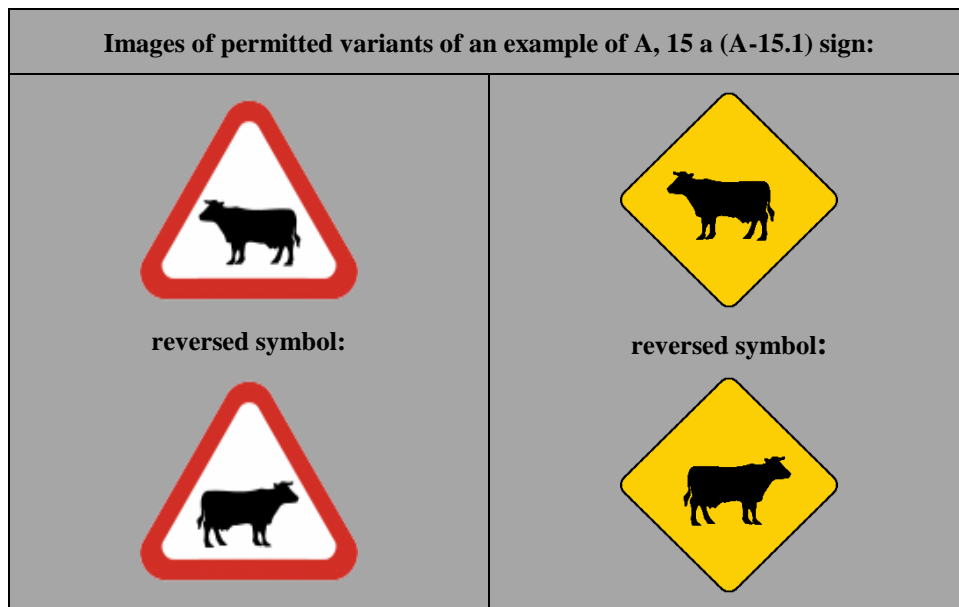 Images of permitted variants of an example of A, 15 a (A-15.1) sign:
reversed symbol:
reversed symbol: